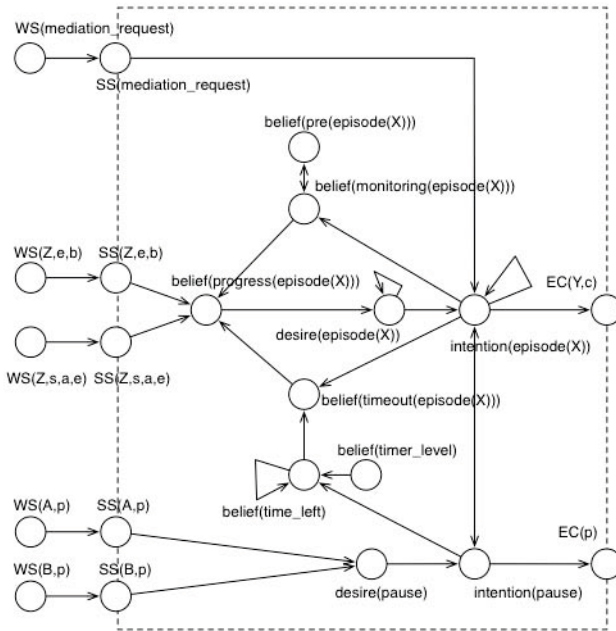 WS(mediation_request)
SS(mediation_request)
belief(pre(episode(X)))
belief(monitoring(episode(X)))
WS(Z,e,b)
SS(Z,e,b)
belief(progress(episode(X)))
EC(Y,c)
desire(episode(X))
intention(episode(X))
WS(Z,s,a,e)
SS(Z,s,a,e)
belief(timeout(episode(X)))
belief(timer_level)
belief(time_left)
WS(A,p)
SS(A,p)
EC(p)
WS(B,p)
SS(B,p)
desire(pause)
intention(pause)